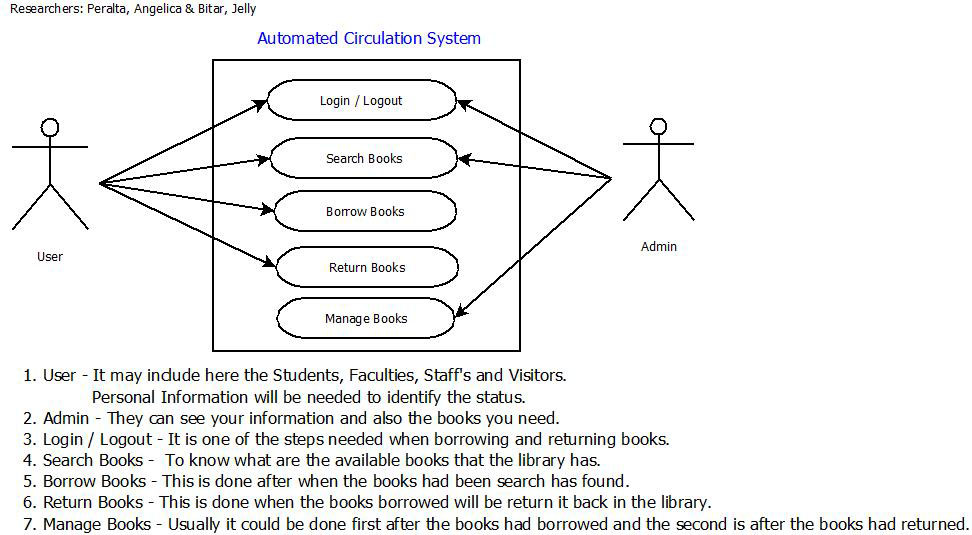 Researchers: Peralta, Angelica & Bitar, Jelly
Automated Circulation System
Login / Logout
Search Books
Borrow Books
Return Books
Manage Books
User
Admin
1. User - It may include here the Students, Faculties, Staff's and Visitors.
Personal Information will be needed to identify the status.
2. Admin - They can see your information and also the books you need.
3. Login / Logout - It is one of the steps needed when borrowing and returning books.
4. Search Books - To know what are the available books that the library has.
5. Borrow Books - This is done after when the books had been search has found.
6. Return Books - This is done when the books borrowed will be return it back in the library.
7. Manage Books - Usually it could be done first after the books had borrowed and the second is after the books had returned.